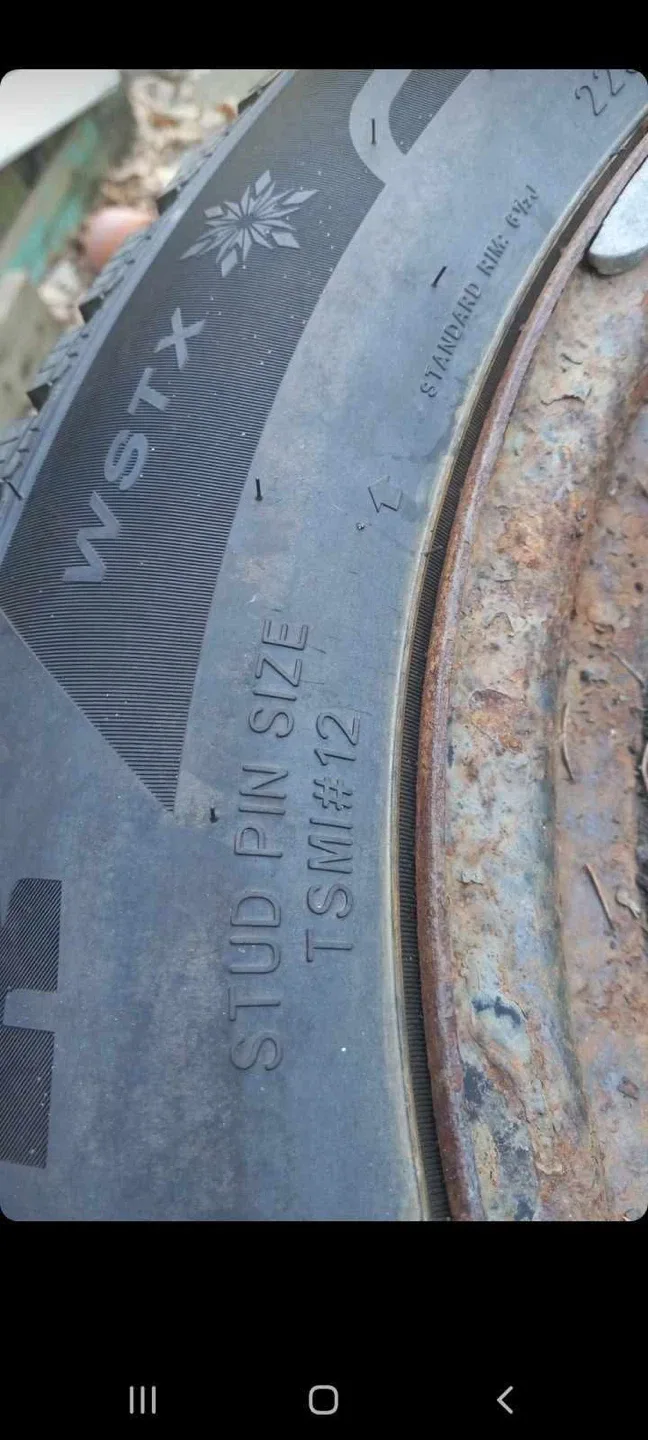 WSTX
STANDARD RIM: 6½J
STUD PIN SIZE
TSMI#12